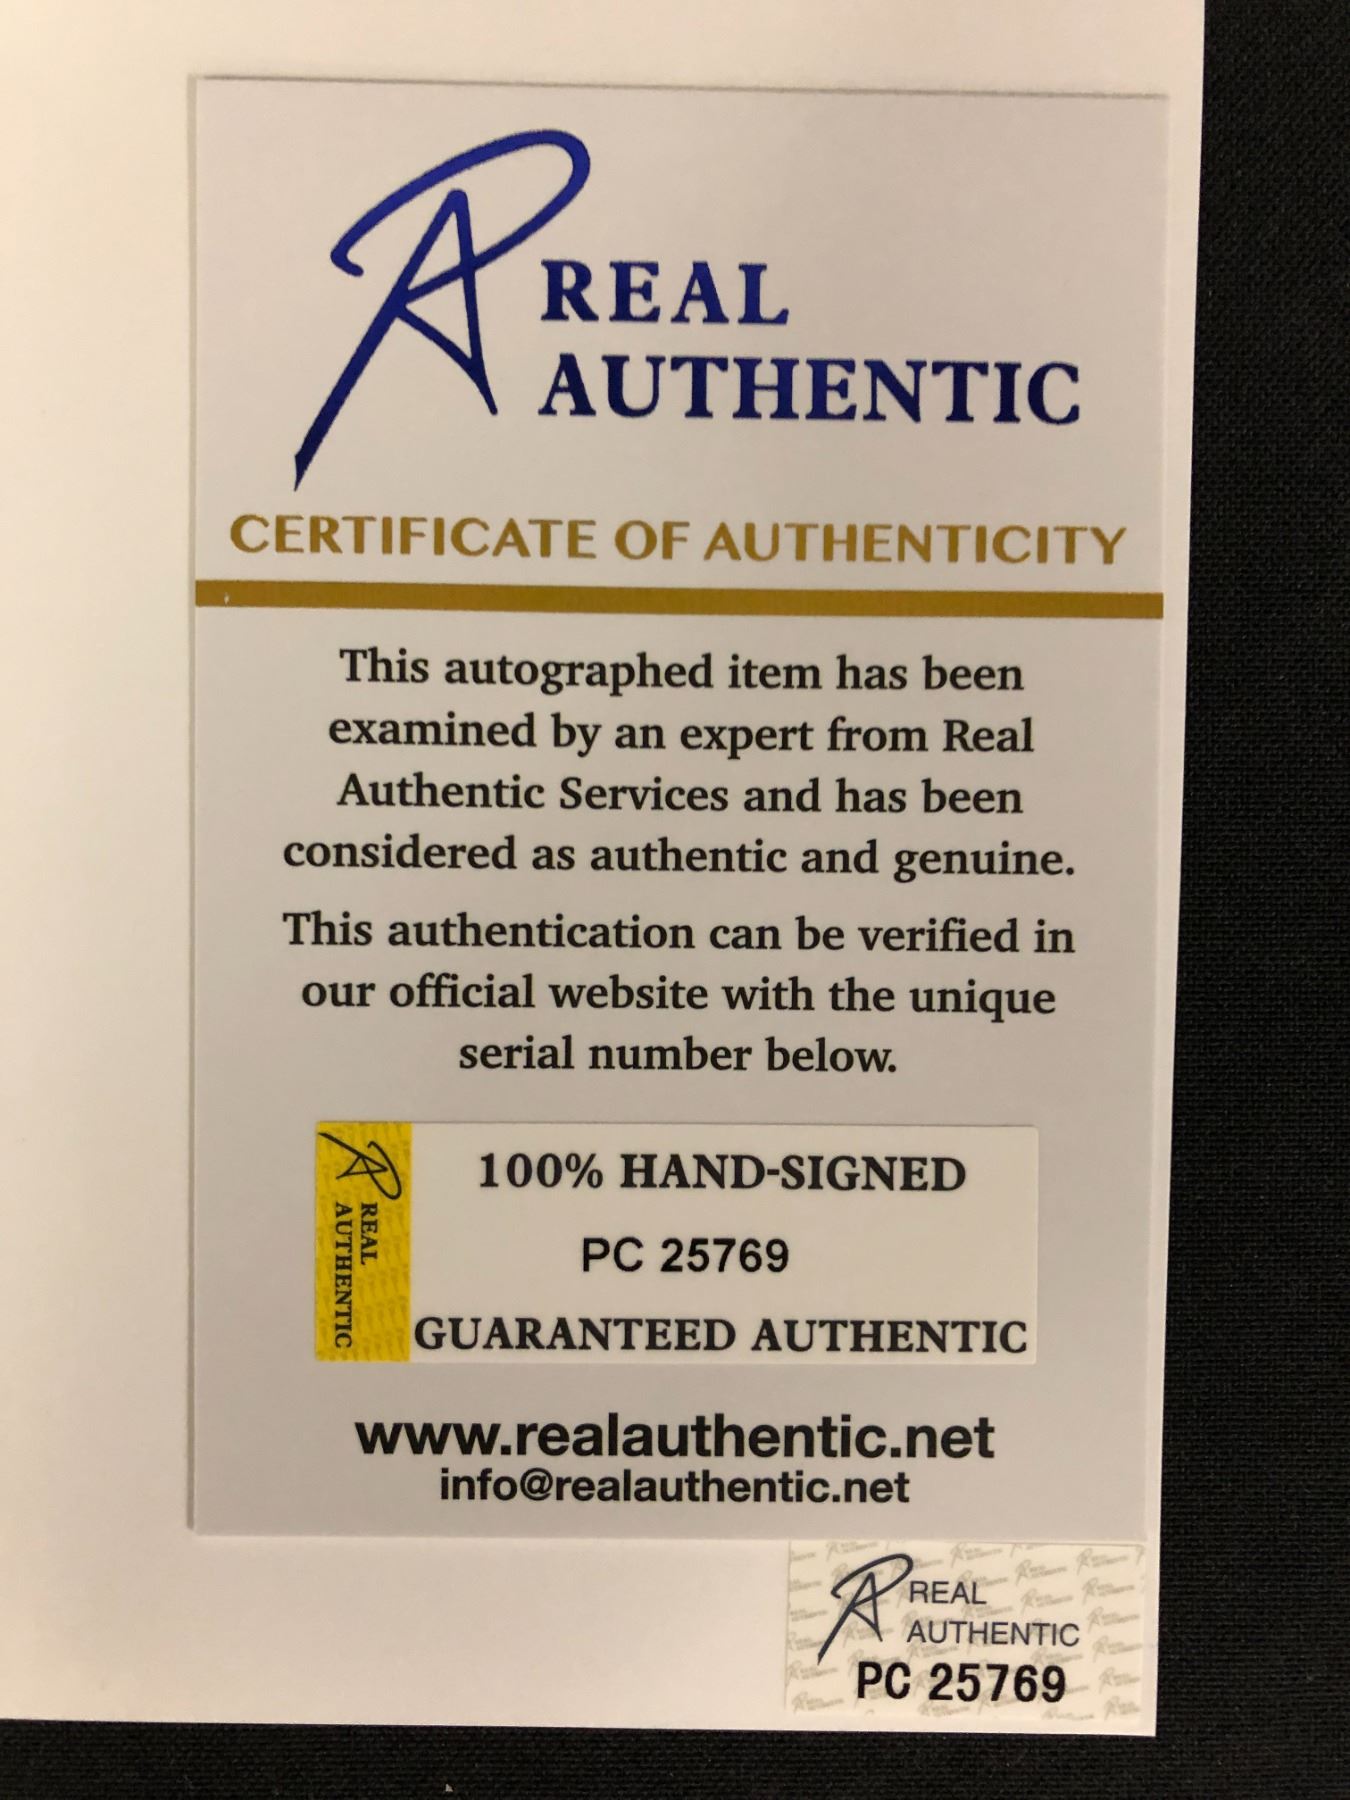 REAL
AUTHENTIC
CERTIFICATE OF AUTHENTICITY
This autographed item has been
examined by an expert from Real
Authentic Services and has been
considered as authentic and genuine.
This authentication can be verified in
our official website with the unique
serial number below.
REAL
AUTHENTIC
100% HAND-SIGNED
PC 25769
GUARANTEED AUTHENTIC
www.realauthentic.net
info@realauthentic.net
REAL
AUTHENTIC
PC 25769